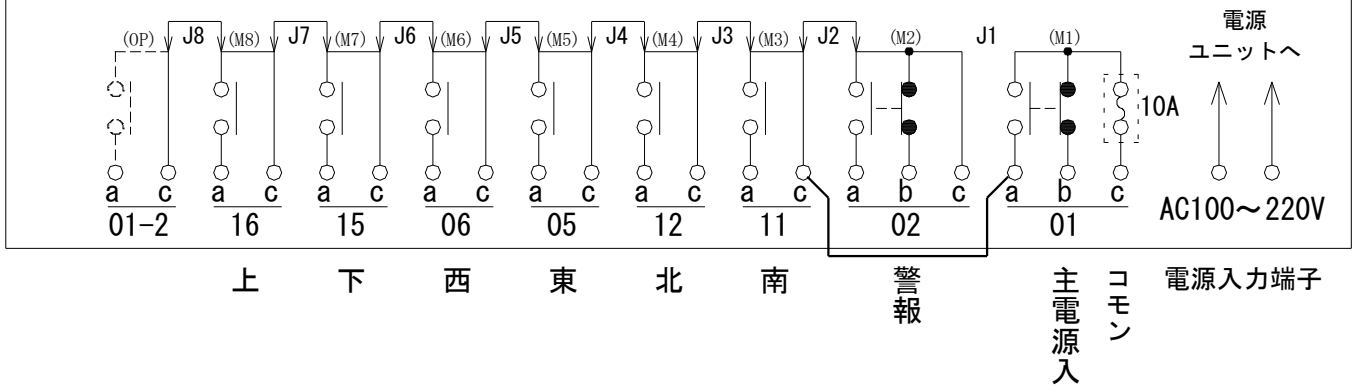 電源
ユニットへ
(OP) J8 (M8) J7 (M7) J6 (M6) J5 (M5) J4 (M4) J3 (M3) J2 (M2) J1 (M1)
10A
a c a c a c a c a c a c a c a b c a b c
01-2 16 15 06 05 12 11 02 01 AC100～220V
上 下 西 東 北 南 警報 主電源入 コモン 電源入力端子